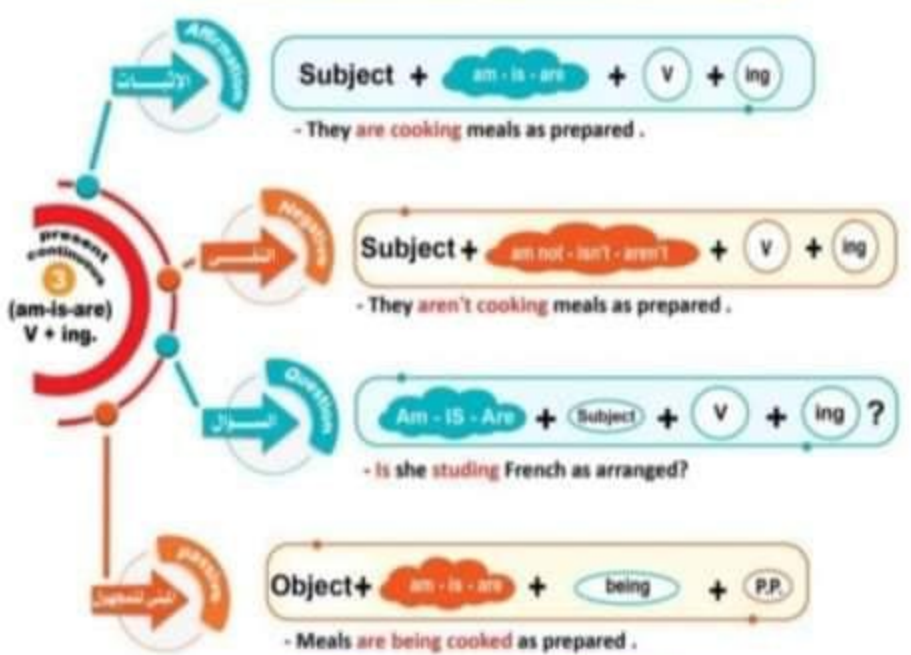 Affirmation
الإثبات
Subject + am - is - are + V + ing
- They are cooking meals as prepared .
Negative
النفي
Subject + am not - isn't - aren't + V + ing
- They aren't cooking meals as prepared .
present
continuous
3
(am-is-are)
V + ing.
Question
السؤال
Am - IS - Are + Subject + V + ing ?
- Is she studing French as arranged?
passive
المبنى للمجهول
Object+ am - is - are + being + P.P.
- Meals are being cooked as prepared .